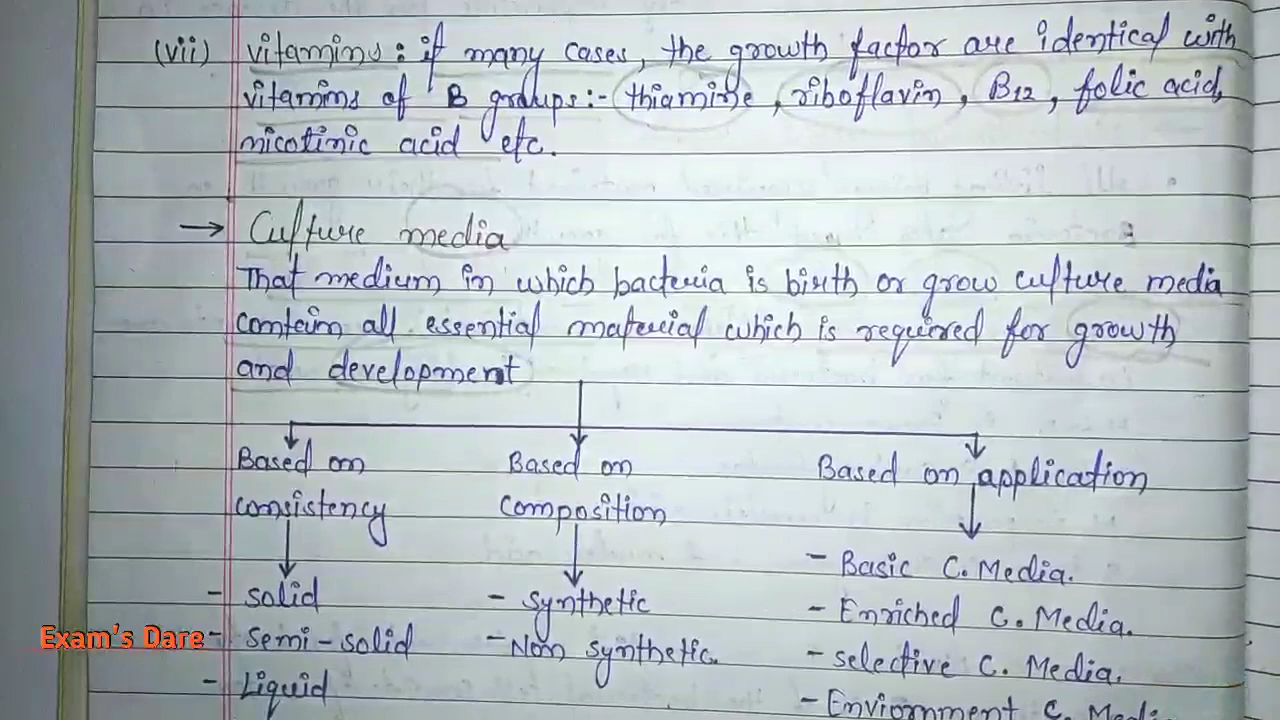 (vii) vitamins: if many cases, the growth factor are identical with
vitamins of B groups:- thiamine, riboflavin, B12, folic acid,
nicotinic acid etc.
→ Culture media
That medium in which bacteria is birth or grow culture media
contain all essential material which is required for growth
and development
Based on
consistency
- Solid
- Semi-solid
- Liquid
Based on
composition
- Synthetic
- Non synthetic.
Based on application
- Basic C. Media.
- Enriched C. Media.
- selective C. Media.
- Enviornment C. Media
Exam's Dare